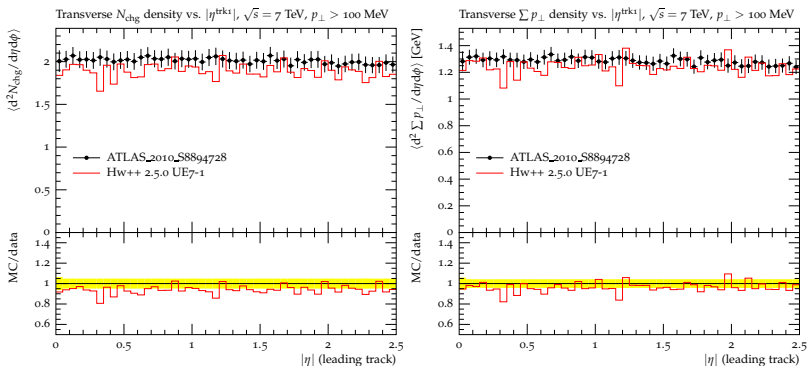 Transverse Nchg density vs. |η^trk1|, √s = 7 TeV, p⊥ > 100 MeV
⟨d²Nchg/dηdϕ⟩
2
1.5
1
0.5
0
ATLAS_2010_S8894728
Hw++ 2.5.0 UE7-1
MC/data
1.4
1.2
1
0.8
0.6
0 0.5 1 1.5 2 2.5
|η| (leading track)
Transverse ∑p⊥ density vs. |η^trk1|, √s = 7 TeV, p⊥ > 100 MeV
⟨d²∑p⊥/dηdϕ⟩ [GeV]
1.4
1.2
1
0.8
0.6
0.4
0.2
0
ATLAS_2010_S8894728
Hw++ 2.5.0 UE7-1
MC/data
1.4
1.2
1
0.8
0.6
0 0.5 1 1.5 2 2.5
|η| (leading track)